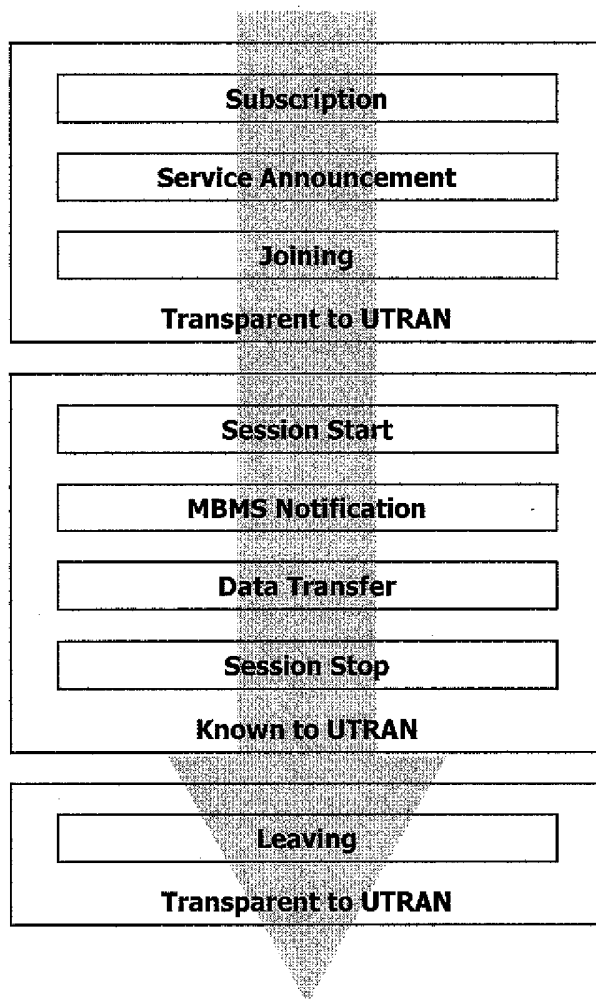 Subscription
Service Announcement
Joining
Transparent to UTRAN
Session Start
MBMS Notification
Data Transfer
Session Stop
Known to UTRAN
Leaving
Transparent to UTRAN